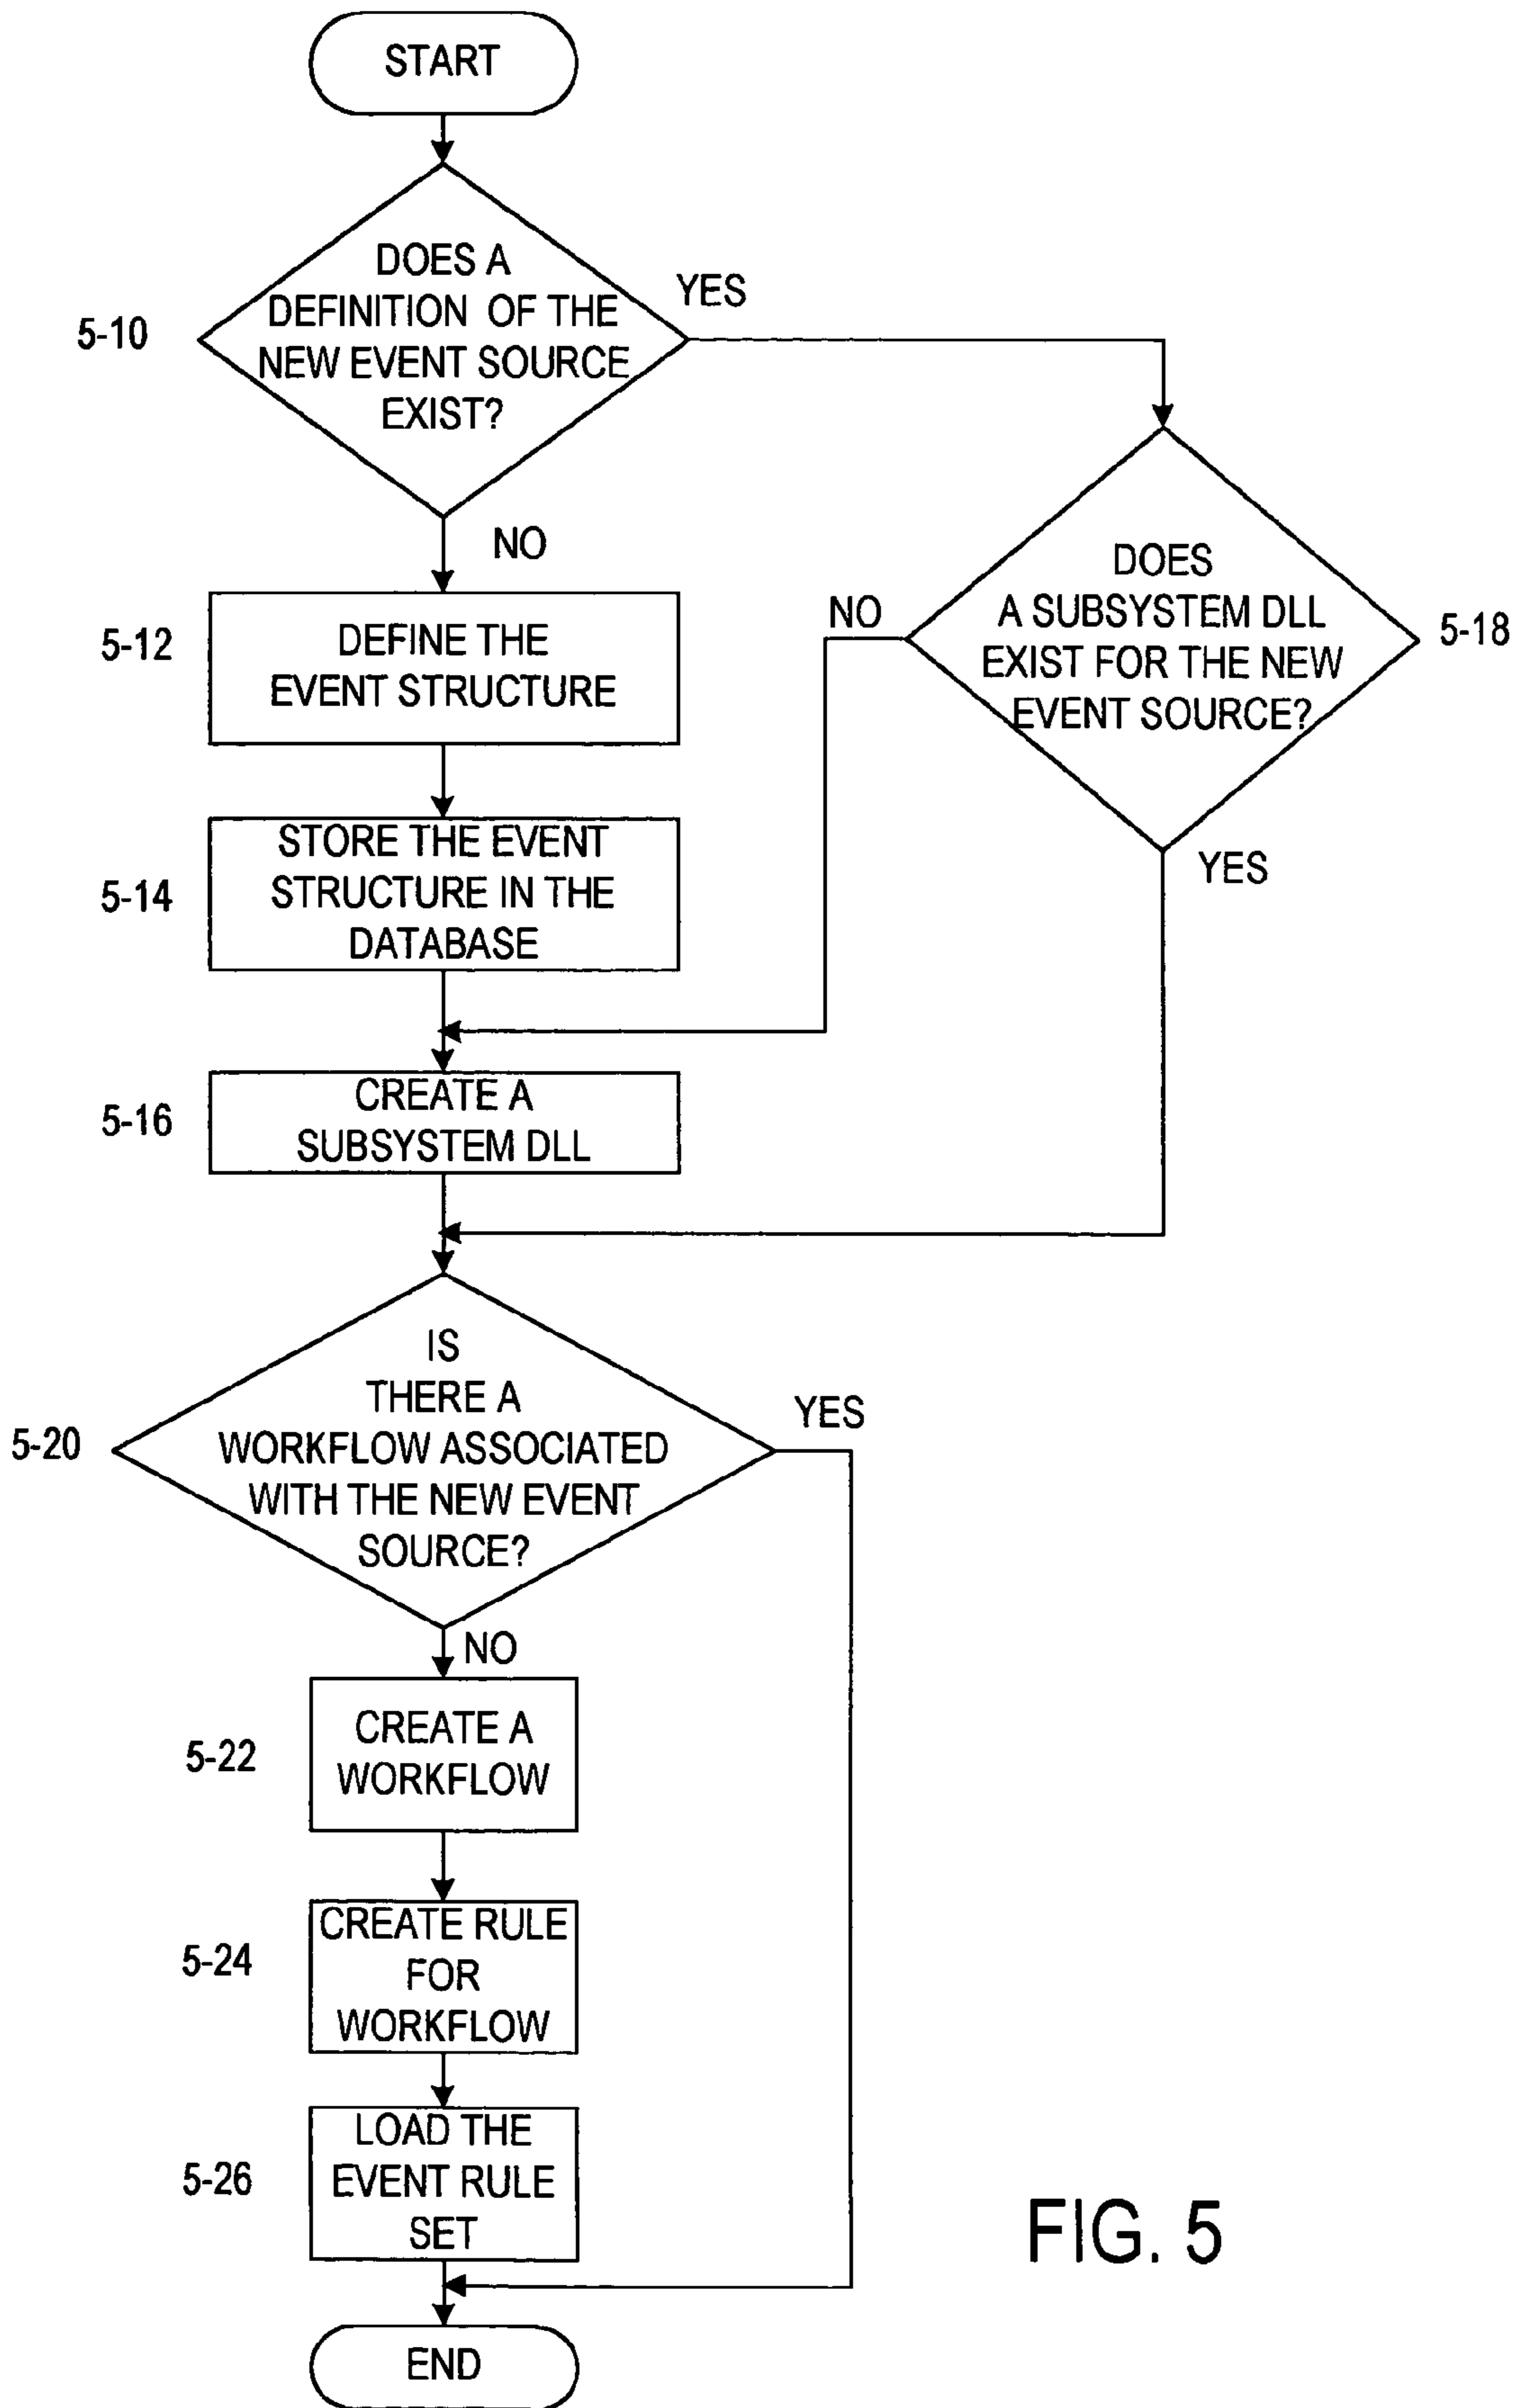 START
DOES A
DEFINITION OF THE
NEW EVENT SOURCE
EXIST?
YES
5-10
NO
DOES
A SUBSYSTEM DLL
EXIST FOR THE NEW
EVENT SOURCE?
NO
5-18
YES
5-12
DEFINE THE
EVENT STRUCTURE
5-14
STORE THE EVENT
STRUCTURE IN THE
DATABASE
5-16
CREATE A
SUBSYSTEM DLL
5-20
IS
THERE A
WORKFLOW ASSOCIATED
WITH THE NEW EVENT
SOURCE?
YES
NO
5-22
CREATE A
WORKFLOW
5-24
CREATE RULE
FOR
WORKFLOW
5-26
LOAD THE
EVENT RULE
SET
END
FIG. 5